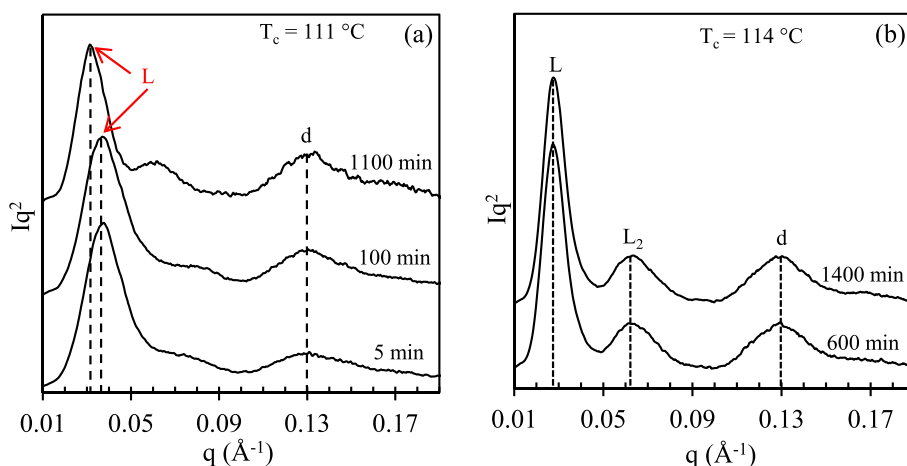 T_c = 111 °C
(a)
L
d
1100 min
100 min
5 min
Iq²
0.01 0.05 0.09 0.13 0.17
q (Å⁻¹)
T_c = 114 °C
(b)
L
L₂
d
1400 min
600 min
Iq²
0.01 0.05 0.09 0.13 0.17
q (Å⁻¹)